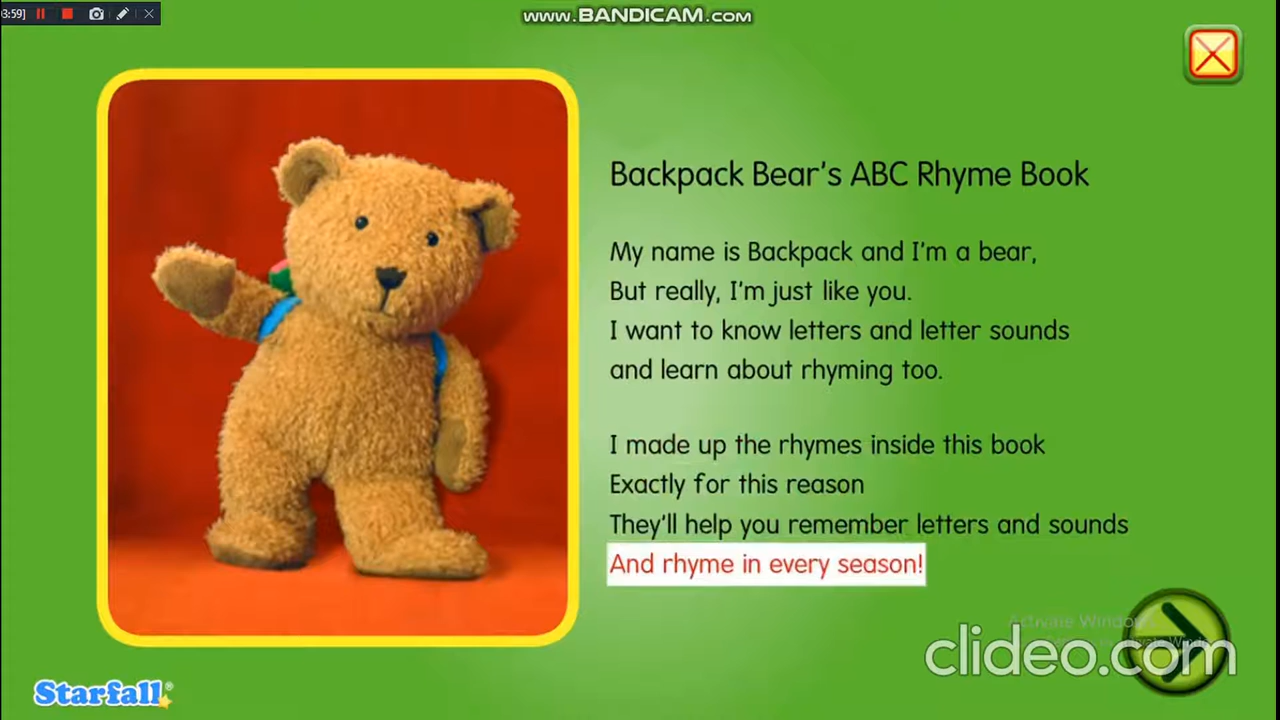 3:59]
www.BANDICAM.com
Backpack Bear's ABC Rhyme Book
My name is Backpack and I'm a bear,
But really, I'm just like you.
I want to know letters and letter sounds
and learn about rhyming too.
I made up the rhymes inside this book
Exactly for this reason
They'll help you remember letters and sounds
And rhyme in every season!
Activate Windows
clideo.com
Starfall®